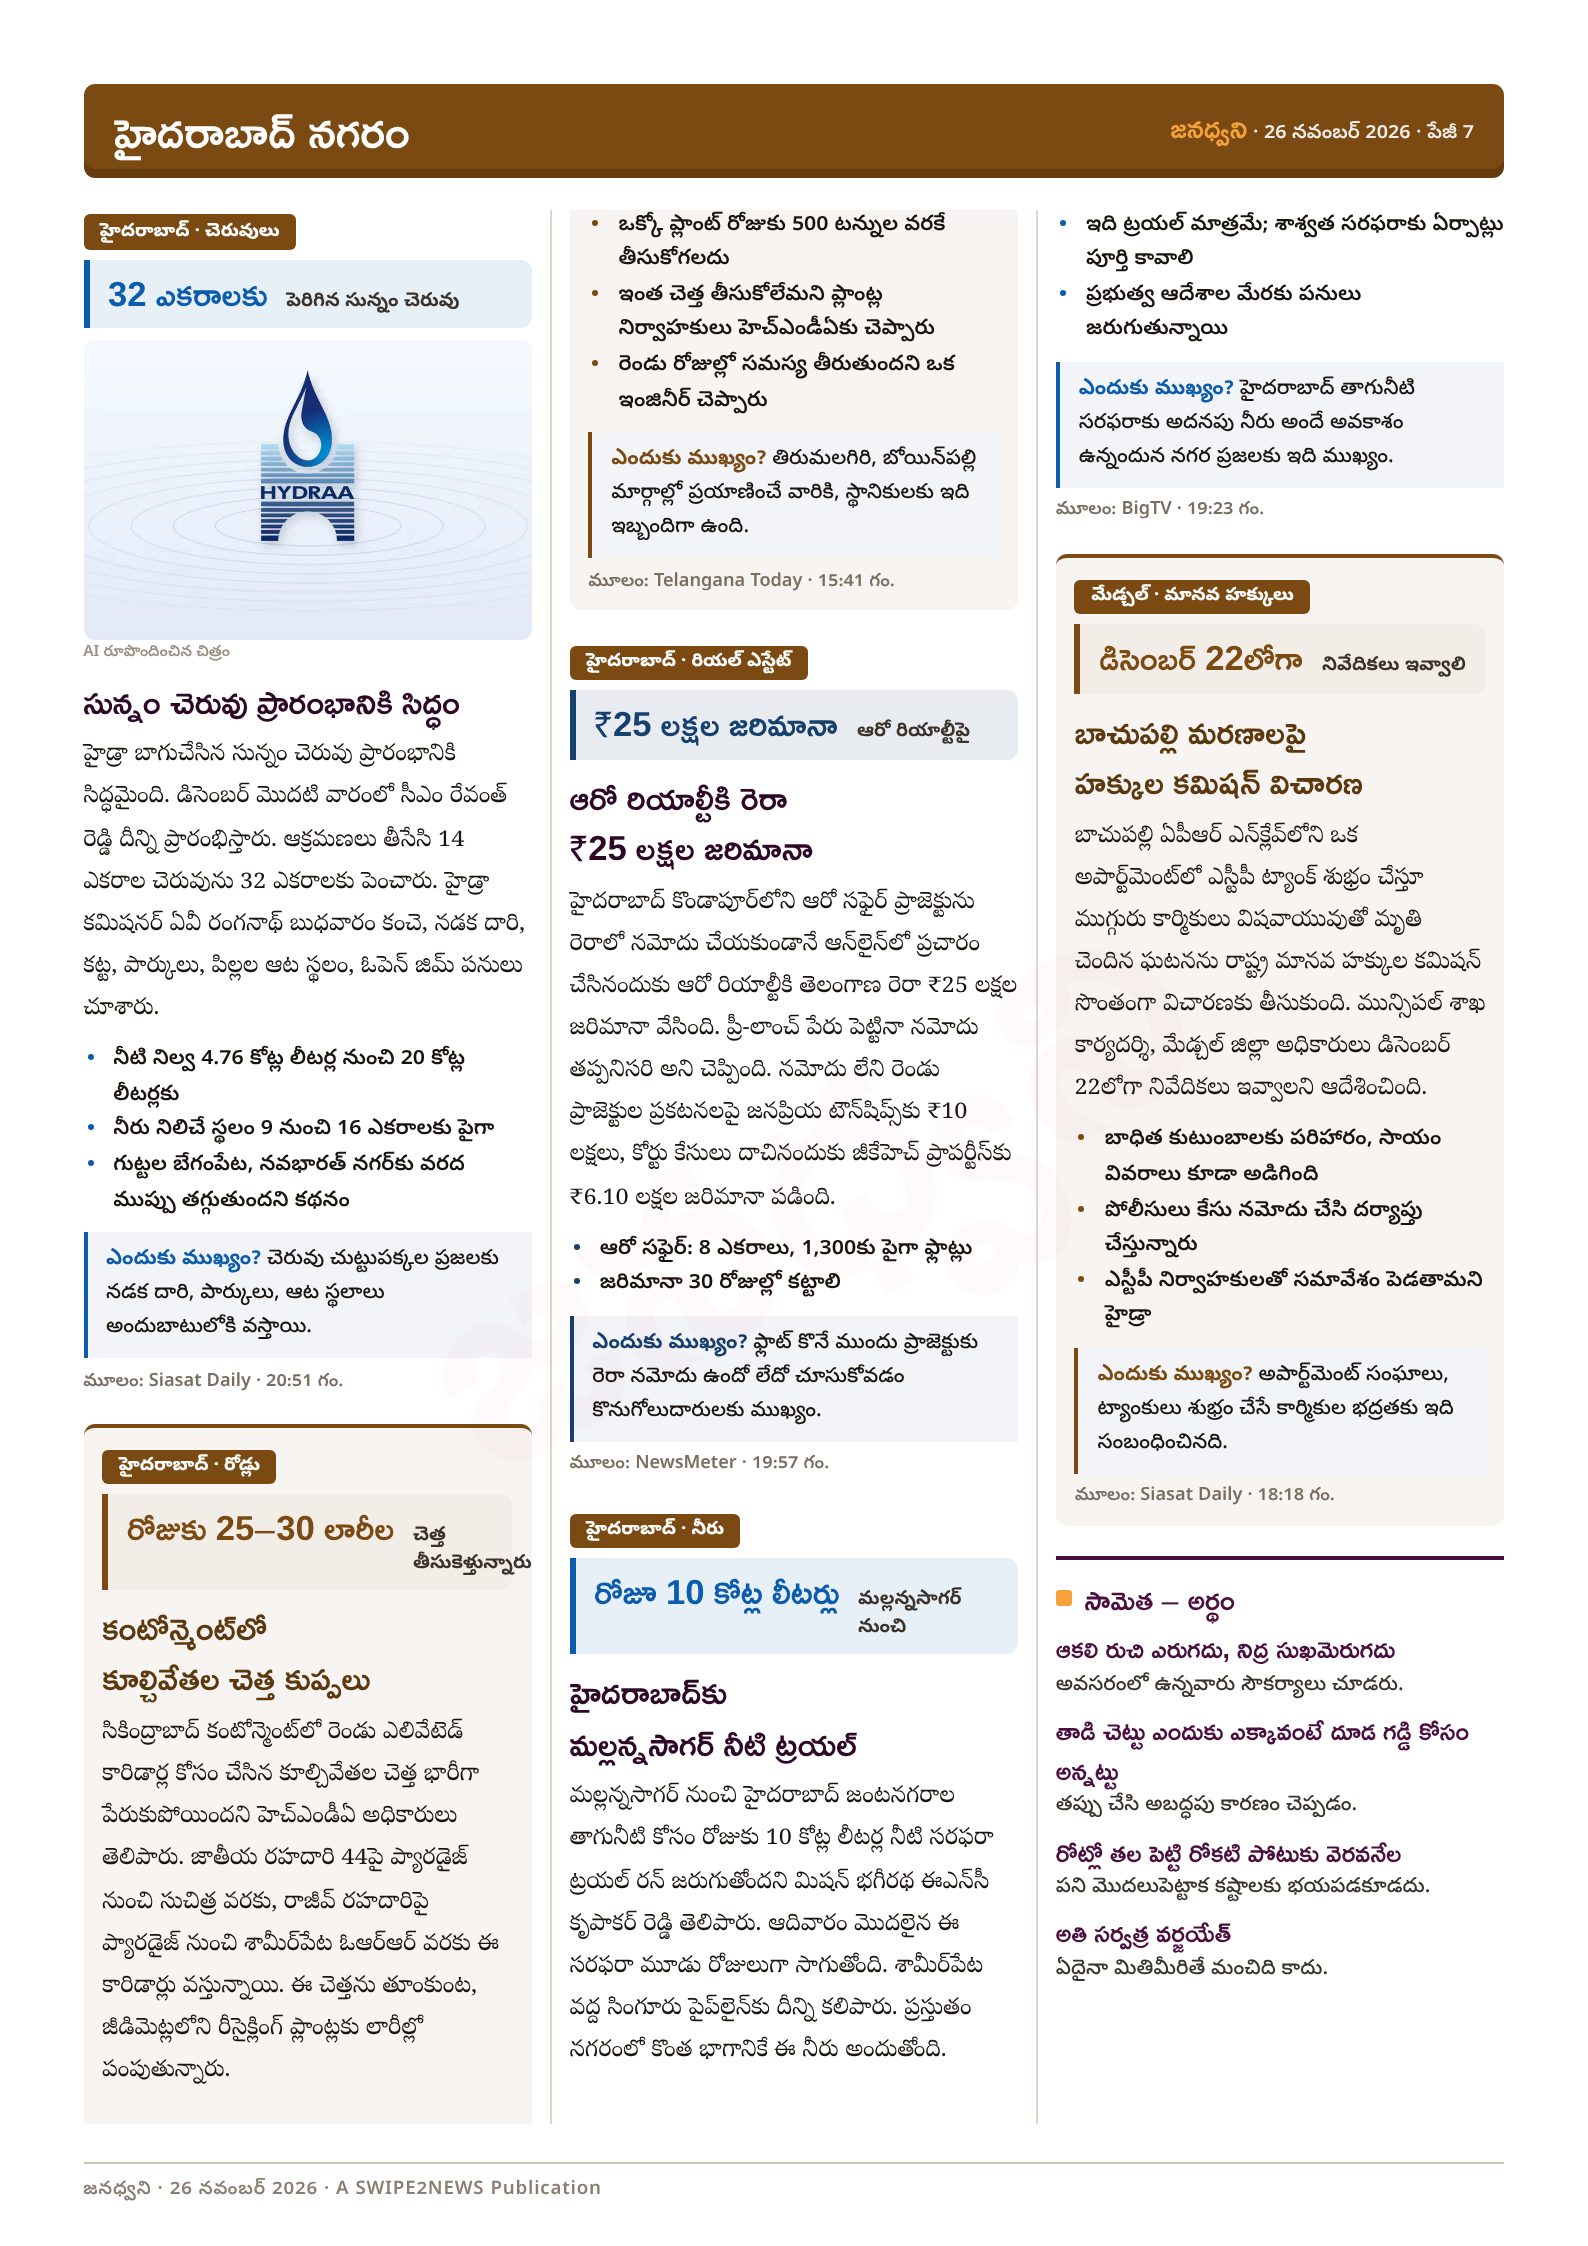 హైదరాబాద్ నగరం
జనధ్వని · 26 నవంబర్ 2026 · పేజీ 7
హైదరాబాద్ · చెరువులు
32 ఎకరాలకు పెరిగిన సున్నం చెరువు
HYDRAA
AI రూపొందించిన చిత్రం
సున్నం చెరువు ప్రారంభానికి సిద్ధం
హైడ్రా బాగుచేసిన సున్నం చెరువు ప్రారంభానికి
సిద్ధమైంది. డిసెంబర్ మొదటి వారంలో సీఎం రేవంత్
రెడ్డి దీన్ని ప్రారంభిస్తారు. ఆక్రమణలు తీసేసి 14
ఎకరాల చెరువును 32 ఎకరాలకు పెంచారు. హైడ్రా
కమిషనర్ ఏవీ రంగనాథ్ బుధవారం కంచె, నడక దారి,
కట్ట, పార్కులు, పిల్లల ఆట స్థలం, ఓపెన్ జిమ్ పనులు
చూశారు.
• నీటి నిల్వ 4.76 కోట్ల లీటర్ల నుంచి 20 కోట్ల
లీటర్లకు
• నీరు నిలిచే స్థలం 9 నుంచి 16 ఎకరాలకు పైగా
• గుట్టల బేగంపేట, నవభారత్ నగర్‌కు వరద
ముప్పు తగ్గుతుందని కథనం
ఎందుకు ముఖ్యం? చెరువు చుట్టుపక్కల ప్రజలకు
నడక దారి, పార్కులు, ఆట స్థలాలు
అందుబాటులోకి వస్తాయి.
మూలం: Siasat Daily · 20:51 గం.
హైదరాబాద్ · రోడ్లు
రోజుకు 25–30 లారీల చెత్త
తీసుకెళ్తున్నారు
కంటోన్మెంట్‌లో
కూల్చివేతల చెత్త కుప్పలు
సికింద్రాబాద్ కంటోన్మెంట్‌లో రెండు ఎలివేటెడ్
కారిడార్ల కోసం చేసిన కూల్చివేతల చెత్త భారీగా
పేరుకుపోయిందని హెచ్‌ఎండీఏ అధికారులు
తెలిపారు. జాతీయ రహదారి 44పై ప్యారడైజ్
నుంచి సుచిత్ర వరకు, రాజీవ్ రహదారిపై
ప్యారడైజ్ నుంచి శామీర్‌పేట ఓఆర్‌ఆర్ వరకు ఈ
కారిడార్లు వస్తున్నాయి. ఈ చెత్తను తూంకుంట,
జీడిమెట్లలోని రీసైక్లింగ్ ప్లాంట్లకు లారీల్లో
పంపుతున్నారు.
• ఒక్కో ప్లాంట్ రోజుకు 500 టన్నుల వరకే
తీసుకోగలదు
• ఇంత చెత్త తీసుకోలేమని ప్లాంట్ల
నిర్వాహకులు హెచ్‌ఎండీఏకు చెప్పారు
• రెండు రోజుల్లో సమస్య తీరుతుందని ఒక
ఇంజినీర్ చెప్పారు
ఎందుకు ముఖ్యం? తిరుమలగిరి, బోయిన్‌పల్లి
మార్గాల్లో ప్రయాణించే వారికి, స్థానికులకు ఇది
ఇబ్బందిగా ఉంది.
మూలం: Telangana Today · 15:41 గం.
హైదరాబాద్ · రియల్ ఎస్టేట్
₹25 లక్షల జరిమానా ఆరో రియాల్టీపై
ఆరో రియాల్టీకి రెరా
₹25 లక్షల జరిమానా
హైదరాబాద్ కొండాపూర్‌లోని ఆరో సఫైర్ ప్రాజెక్టును
రెరాలో నమోదు చేయకుండానే ఆన్‌లైన్‌లో ప్రచారం
చేసినందుకు ఆరో రియాల్టీకి తెలంగాణ రెరా ₹25 లక్షల
జరిమానా వేసింది. ప్రీ-లాంచ్ పేరు పెట్టినా నమోదు
తప్పనిసరి అని చెప్పింది. నమోదు లేని రెండు
ప్రాజెక్టుల ప్రకటనలపై జనప్రియ టౌన్‌షిప్స్‌కు ₹10
లక్షలు, కోర్టు కేసులు దాచినందుకు జీకేహెచ్ ప్రాపర్టీస్‌కు
₹6.10 లక్షల జరిమానా పడింది.
• ఆరో సఫైర్: 8 ఎకరాలు, 1,300కు పైగా ఫ్లాట్లు
• జరిమానా 30 రోజుల్లో కట్టాలి
ఎందుకు ముఖ్యం? ఫ్లాట్ కొనే ముందు ప్రాజెక్టుకు
రెరా నమోదు ఉందో లేదో చూసుకోవడం
కొనుగోలుదారులకు ముఖ్యం.
మూలం: NewsMeter · 19:57 గం.
హైదరాబాద్ · నీరు
రోజూ 10 కోట్ల లీటర్లు మల్లన్నసాగర్
నుంచి
హైదరాబాద్‌కు
మల్లన్నసాగర్ నీటి ట్రయల్
మల్లన్నసాగర్ నుంచి హైదరాబాద్ జంటనగరాల
తాగునీటి కోసం రోజుకు 10 కోట్ల లీటర్ల నీటి సరఫరా
ట్రయల్ రన్ జరుగుతోందని మిషన్ భగీరథ ఈఎన్‌సీ
కృపాకర్ రెడ్డి తెలిపారు. ఆదివారం మొదలైన ఈ
సరఫరా మూడు రోజులుగా సాగుతోంది. శామీర్‌పేట
వద్ద సింగూరు పైప్‌లైన్‌కు దీన్ని కలిపారు. ప్రస్తుతం
నగరంలో కొంత భాగానికే ఈ నీరు అందుతోంది.
• ఇది ట్రయల్ మాత్రమే; శాశ్వత సరఫరాకు ఏర్పాట్లు
పూర్తి కావాలి
• ప్రభుత్వ ఆదేశాల మేరకు పనులు
జరుగుతున్నాయి
ఎందుకు ముఖ్యం? హైదరాబాద్ తాగునీటి
సరఫరాకు అదనపు నీరు అందే అవకాశం
ఉన్నందున నగర ప్రజలకు ఇది ముఖ్యం.
మూలం: BigTV · 19:23 గం.
మేడ్చల్ · మానవ హక్కులు
డిసెంబర్ 22లోగా నివేదికలు ఇవ్వాలి
బాచుపల్లి మరణాలపై
హక్కుల కమిషన్ విచారణ
బాచుపల్లి ఏపీఆర్ ఎన్‌క్లేవ్‌లోని ఒక
అపార్ట్‌మెంట్‌లో ఎస్టీపీ ట్యాంక్ శుభ్రం చేస్తూ
ముగ్గురు కార్మికులు విషవాయువుతో మృతి
చెందిన ఘటనను రాష్ట్ర మానవ హక్కుల కమిషన్
సొంతంగా విచారణకు తీసుకుంది. మున్సిపల్ శాఖ
కార్యదర్శి, మేడ్చల్ జిల్లా అధికారులు డిసెంబర్
22లోగా నివేదికలు ఇవ్వాలని ఆదేశించింది.
• బాధిత కుటుంబాలకు పరిహారం, సాయం
వివరాలు కూడా అడిగింది
• పోలీసులు కేసు నమోదు చేసి దర్యాప్తు
చేస్తున్నారు
• ఎస్టీపీ నిర్వాహకులతో సమావేశం పెడతామని
హైడ్రా
ఎందుకు ముఖ్యం? అపార్ట్‌మెంట్ సంఘాలు,
ట్యాంకులు శుభ్రం చేసే కార్మికుల భద్రతకు ఇది
సంబంధించినది.
మూలం: Siasat Daily · 18:18 గం.
సామెత — అర్థం
ఆకలి రుచి ఎరుగదు, నిద్ర సుఖమెరుగదు
అవసరంలో ఉన్నవారు సౌకర్యాలు చూడరు.
తాడి చెట్టు ఎందుకు ఎక్కావంటే దూడ గడ్డి కోసం
అన్నట్టు
తప్పు చేసి అబద్ధపు కారణం చెప్పడం.
రోట్లో తల పెట్టి రోకటి పోటుకు వెరవనేల
పని మొదలుపెట్టాక కష్టాలకు భయపడకూడదు.
అతి సర్వత్ర వర్జయేత్
ఏదైనా మితిమీరితే మంచిది కాదు.
జనధ్వని · 26 నవంబర్ 2026 · A SWIPE2NEWS Publication